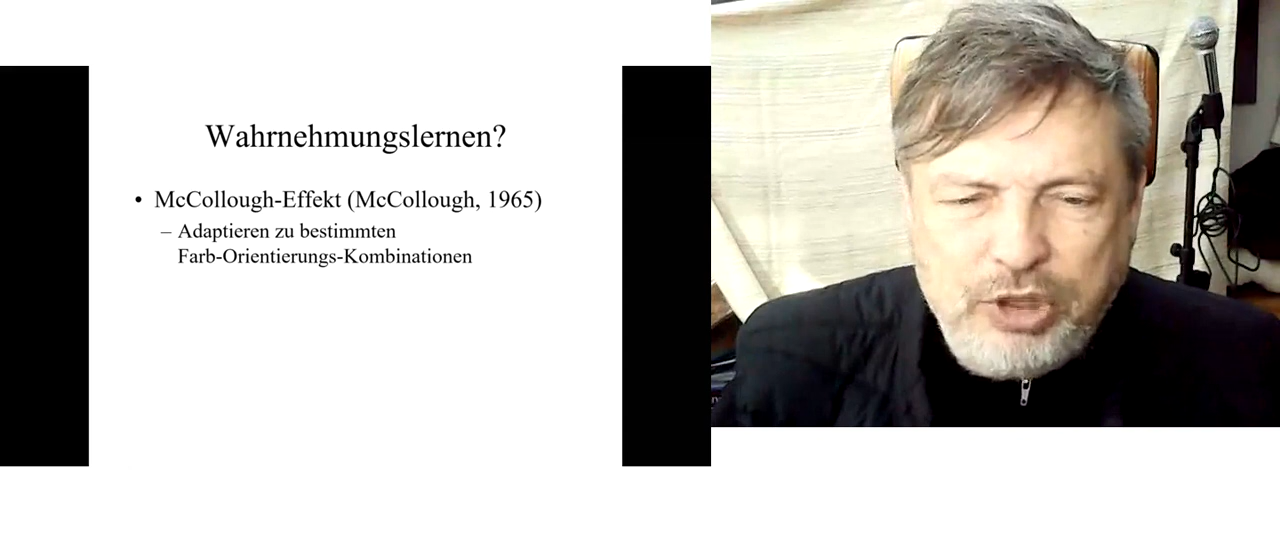 Wahrnehmungslernen?
• McCollough-Effekt (McCollough, 1965)
– Adaptieren zu bestimmten
Farb-Orientierungs-Kombinationen